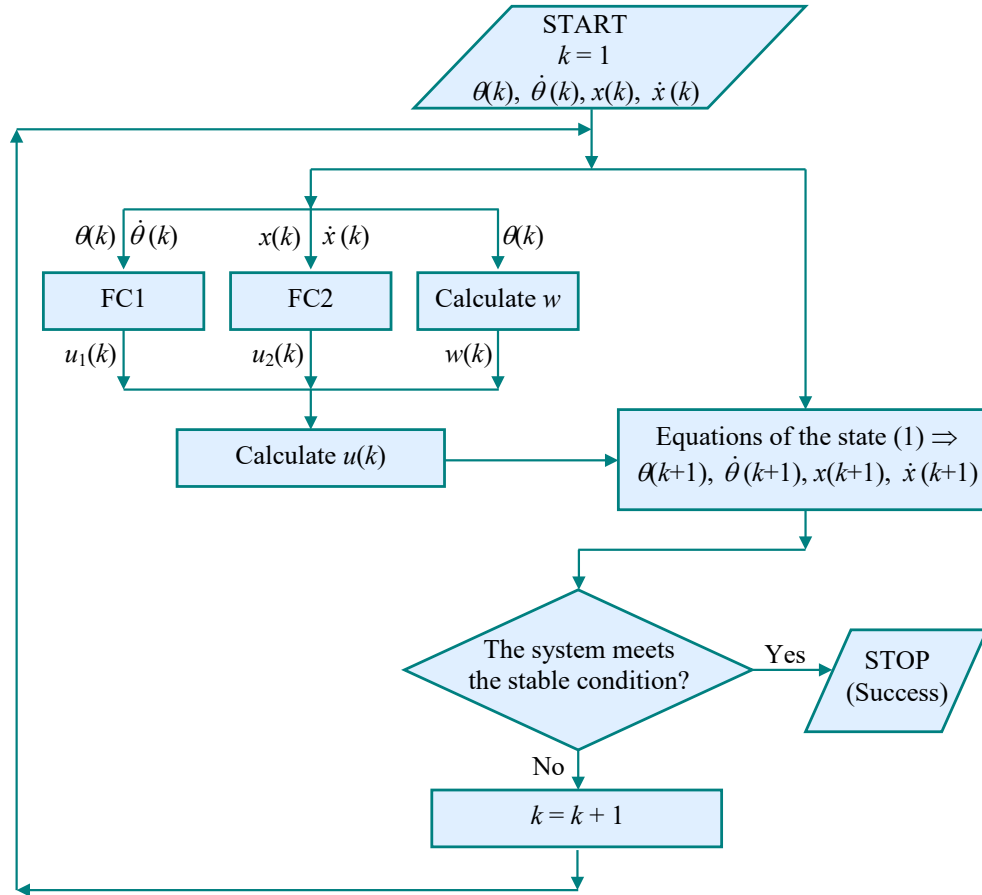 START
k = 1
θ(k), θ̇(k), x(k), ẋ(k)
θ(k) θ̇(k)
x(k) ẋ(k)
θ(k)
FC1
FC2
Calculate w
u₁(k)
u₂(k)
w(k)
Calculate u(k)
Equations of the state (1) ⇒
θ(k+1), θ̇(k+1), x(k+1), ẋ(k+1)
The system meets
the stable condition?
Yes
STOP
(Success)
No
k = k + 1